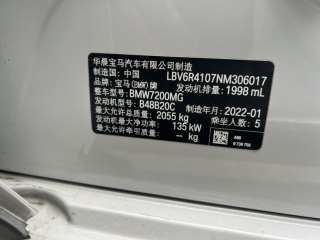 华晨宝马汽车有限公司制造
制造国: 中国 LBV6R4107NM306017
品牌: 宝马(BMW)牌 发动机排量: 1998 mL
整车型号: BMW7200MG
发动机型号: B48B20C 制造年月: 2022-01
最大允许总质量: 2055 kg 乘坐人数: 5
发动机最大净功率: 135 kW
最大允许牵引质量: - kg